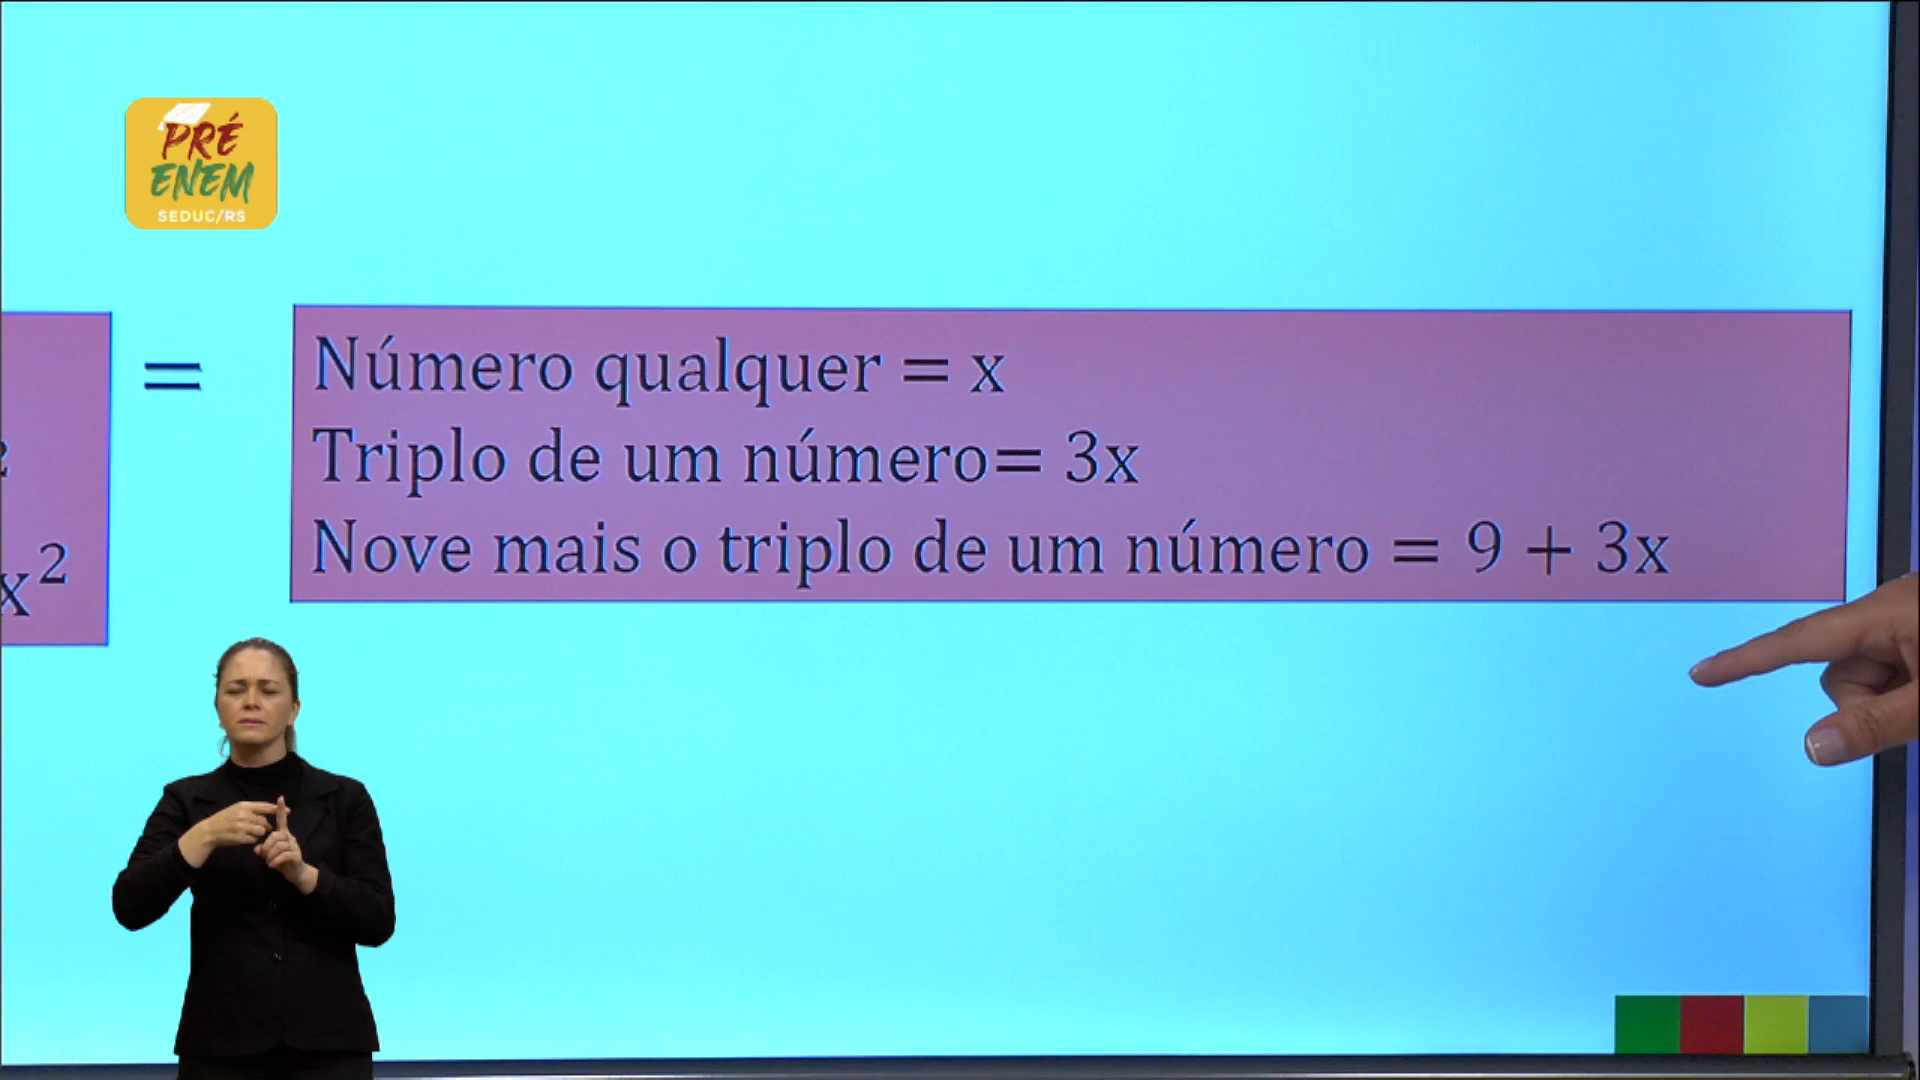 PRÉ
ENEM
SEDUC/RS
= Número qualquer = x
Triplo de um número= 3x
2
Nove mais o triplo de um número = 9 + 3x
x²